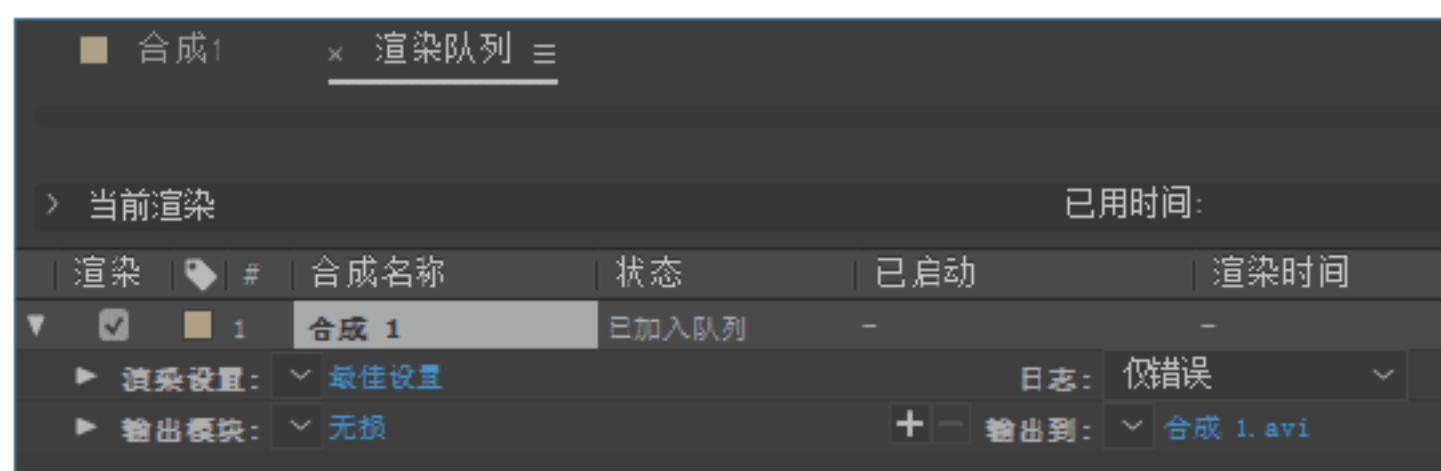 合成1 × 渲染队列 ☰
> 当前渲染 已用时间:
渲染 # 合成名称 状态 已启动 渲染时间
1 合成 1 已加入队列 - -
渲染设置: 最佳设置 日志: 仅错误
输出模块: 无损 + - 输出到: 合成 1.avi